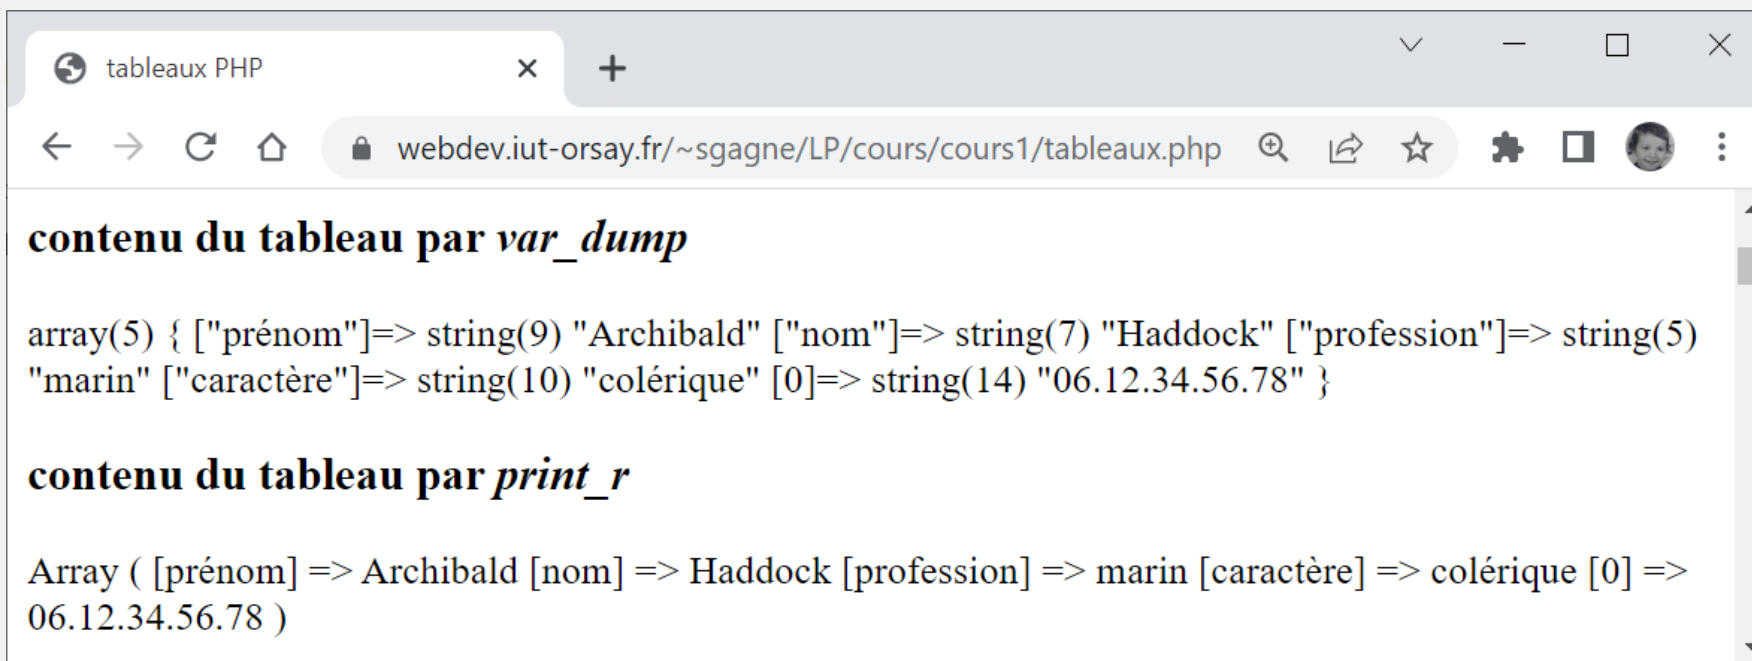 tableaux PHP
webdev.iut-orsay.fr/~sgagne/LP/cours/cours1/tableaux.php
contenu du tableau par var_dump
array(5) { ["prénom"]=> string(9) "Archibald" ["nom"]=> string(7) "Haddock" ["profession"]=> string(5)
"marin" ["caractère"]=> string(10) "colérique" [0]=> string(14) "06.12.34.56.78" }
contenu du tableau par print_r
Array ( [prénom] => Archibald [nom] => Haddock [profession] => marin [caractère] => colérique [0] =>
06.12.34.56.78 )